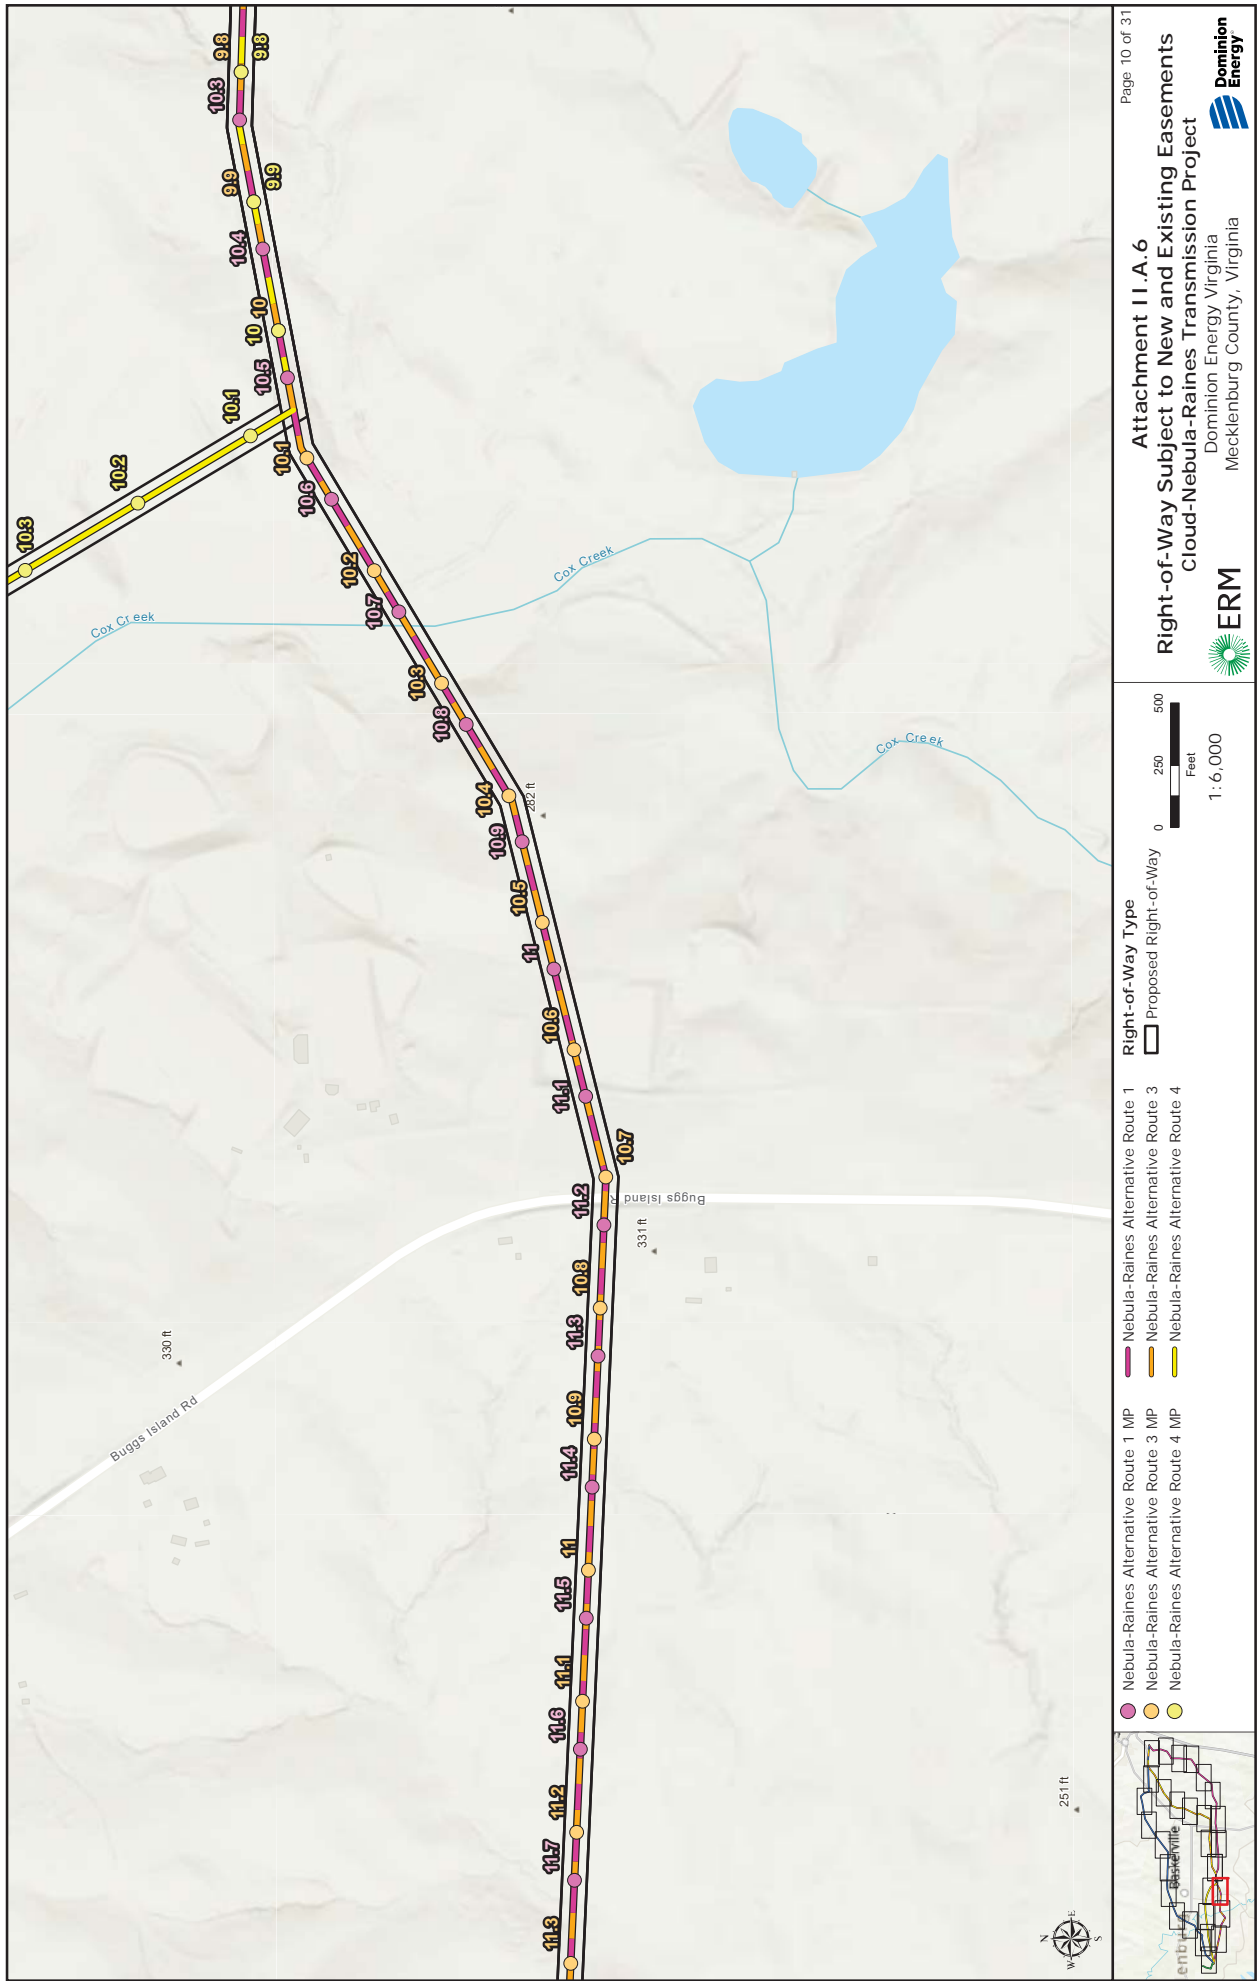 9.8
9.8
10.3
9.9
9.9
10.4
10
10
10.5
10.1
10.2
10.3
10.1
10.6
10.2
10.7
10.3
10.8
10.4
10.9
10.5
11
10.6
11.1
10.7
11.2
10.8
11.3
10.9
11.4
11
11.5
11.1
11.6
11.2
11.7
11.3
Cox Creek
Cox Creek
Cox Creek
282 ft
331 ft
330 ft
251 ft
Buggs Island R
Buggs Island Rd
N
E
S
W
Baskerville
enburg
Nebula-Raines Alternative Route 1 MP
Nebula-Raines Alternative Route 3 MP
Nebula-Raines Alternative Route 4 MP
Nebula-Raines Alternative Route 1
Nebula-Raines Alternative Route 3
Nebula-Raines Alternative Route 4
Right-of-Way Type
Proposed Right-of-Way
0 250 500
Feet
1:6,000
Page 10 of 31
Attachment II.A.6
Right-of-Way Subject to New and Existing Easements
Cloud-Nebula-Raines Transmission Project
Dominion Energy Virginia
Mecklenburg County, Virginia
ERM
Dominion
Energy®